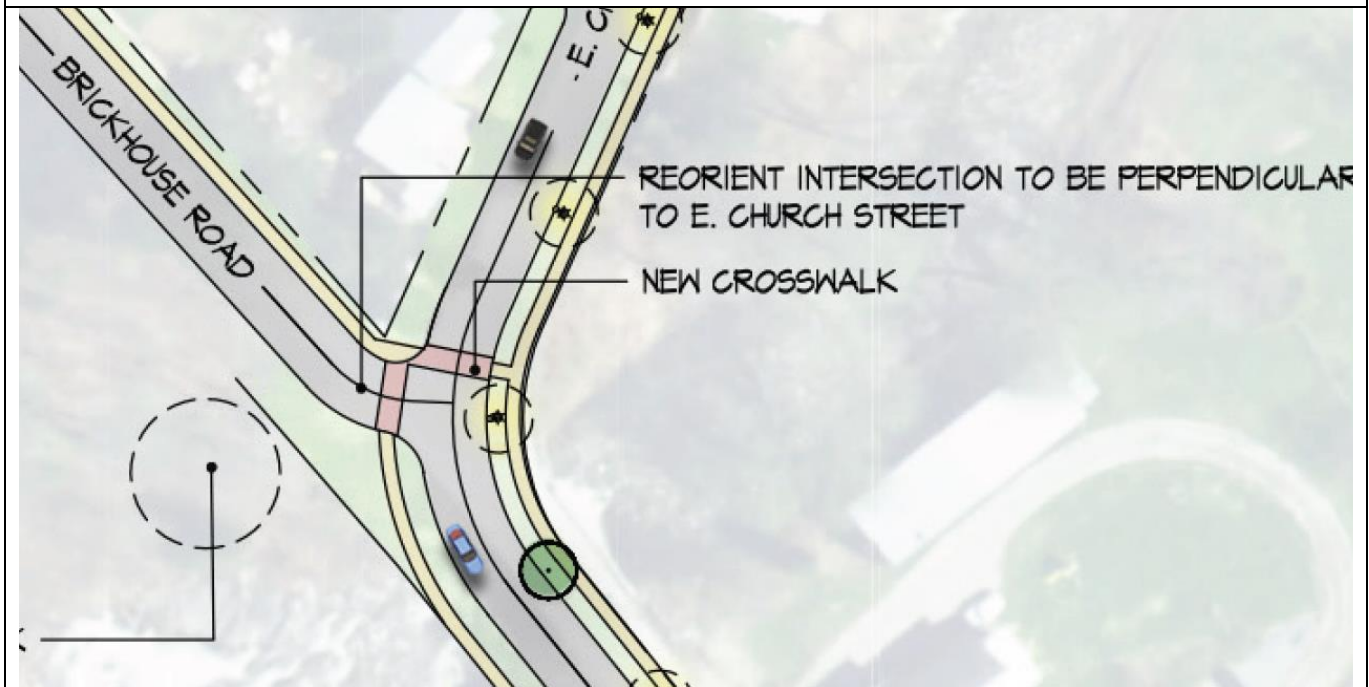 - E. C
BRICKHOUSE ROAD
REORIENT INTERSECTION TO BE PERPENDICULAR
TO E. CHURCH STREET
NEW CROSSWALK